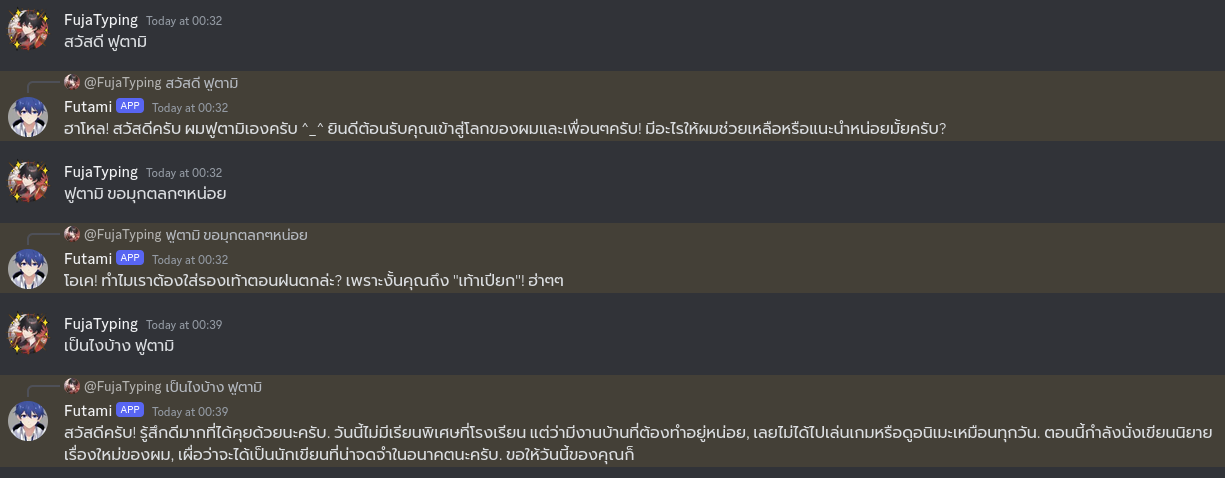 FujaTyping Today at 00:32
สวัสดี ฟูตามิ
@FujaTyping สวัสดี ฟูตามิ
Futami APP Today at 00:32
ฮาโหล! สวัสดีครับ ผมฟูตามิเองครับ ^_^ ยินดีต้อนรับคุณเข้าสู่โลกของผมและเพื่อนๆครับ! มีอะไรให้ผมช่วยเหลือหรือแนะนำหน่อยมั้ยครับ?
FujaTyping Today at 00:32
ฟูตามิ ขอมุกตลกๆหน่อย
@FujaTyping ฟูตามิ ขอมุกตลกๆหน่อย
Futami APP Today at 00:32
โอเค! ทำไมเราต้องใส่รองเท้าตอนฝนตกล่ะ? เพราะงั้นคุณถึง "เท้าเปียก"! ฮ่าๆๆ
FujaTyping Today at 00:39
เป็นไงบ้าง ฟูตามิ
@FujaTyping เป็นไงบ้าง ฟูตามิ
Futami APP Today at 00:39
สวัสดีครับ! รู้สึกดีมากที่ได้คุยด้วยนะครับ. วันนี้ไม่มีเรียนพิเศษที่โรงเรียน แต่ว่ามีงานบ้านที่ต้องทำอยู่หน่อย, เลยไม่ได้ไปเล่นเกมหรือดูอนิเมะเหมือนทุกวัน. ตอนนี้กำลังนั่งเขียนนิยาย
เรื่องใหม่ของผม, เผื่อว่าจะได้เป็นนักเขียนที่น่าจดจำในอนาคตนะครับ. ขอให้วันนี้ของคุณก็